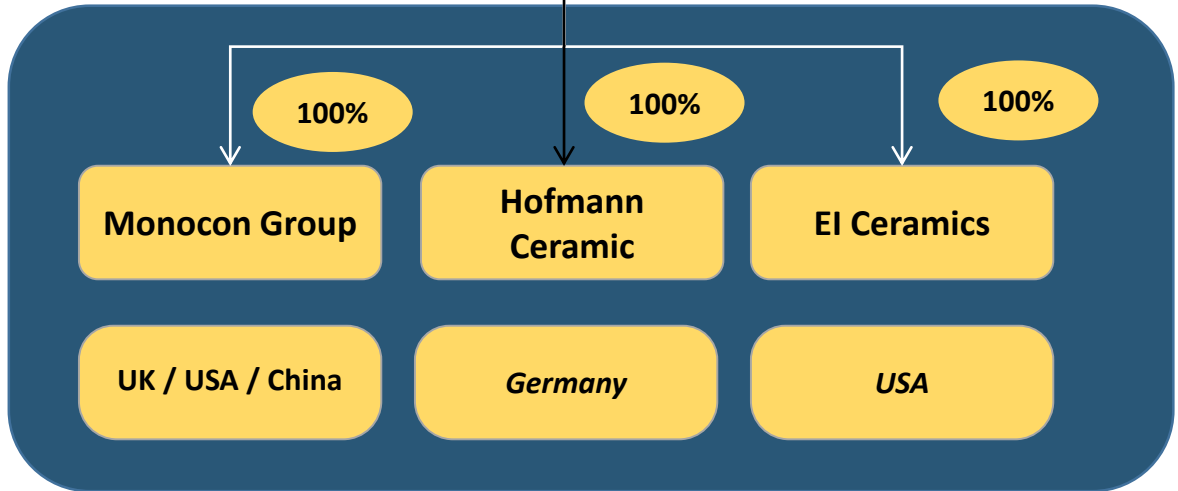 100%
100%
100%
Monocon Group
Hofmann
Ceramic
EI Ceramics
UK / USA / China
Germany
USA